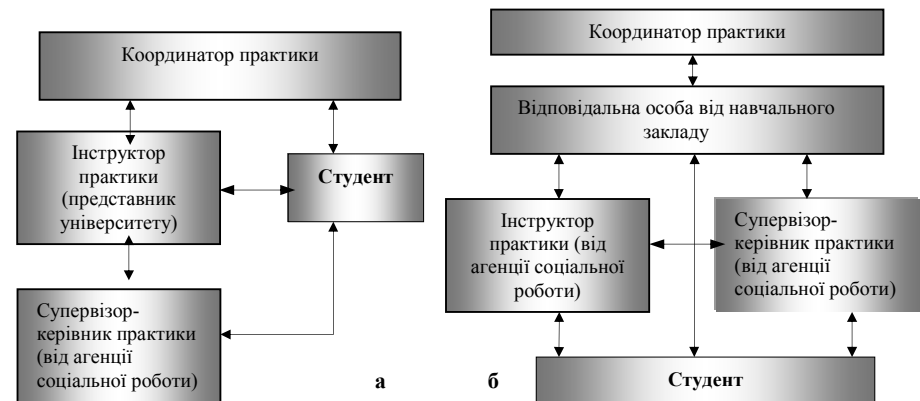 Координатор практики
Інструктор
практики
(представник
університету)
Студент
Супервізор-
керівник практики
(від агенції
соціальної роботи)
а
Координатор практики
Відповідальна особа від навчального
закладу
Інструктор
практики (від
агенції соціальної
роботи)
Супервізор-
керівник практики
(від агенції
соціальної роботи)
б
Студент